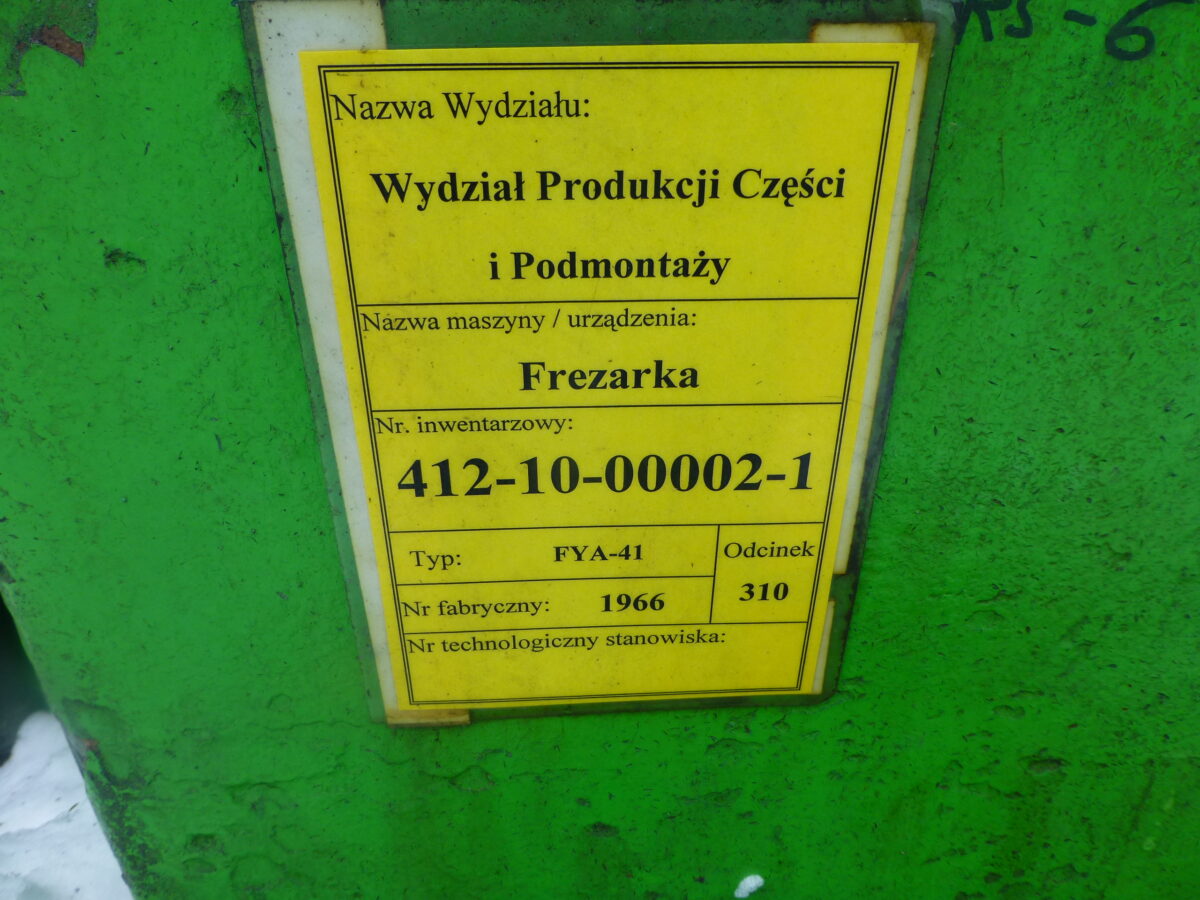 Nazwa Wydziału:
Wydział Produkcji Części
i Podmontaży
Nazwa maszyny / urządzenia:
Frezarka
Nr. inwentarzowy:
412-10-00002-1
Typ: FYA-41
Odcinek
310
Nr fabryczny: 1966
Nr technologiczny stanowiska: